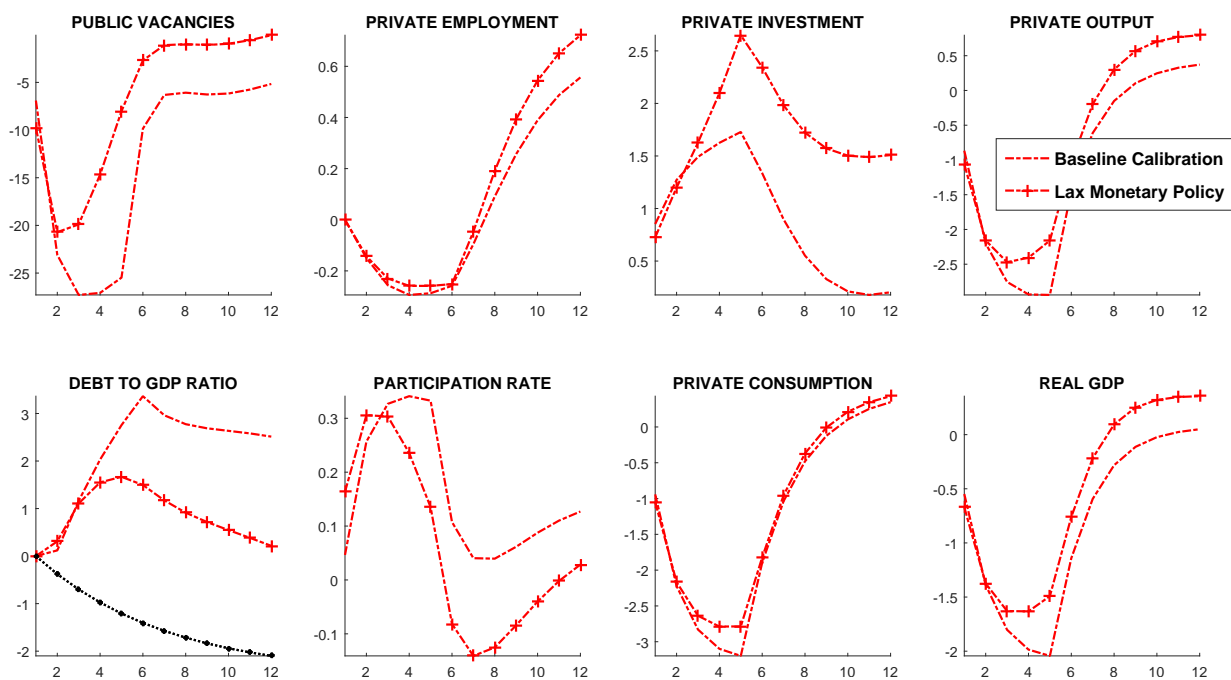 PUBLIC VACANCIES
-5
-10
-15
-20
-25
2 4 6 8 10 12
PRIVATE EMPLOYMENT
0.6
0.4
0.2
0
-0.2
2 4 6 8 10 12
PRIVATE INVESTMENT
2.5
2
1.5
1
0.5
2 4 6 8 10 12
PRIVATE OUTPUT
0.5
0
-0.5
-1
-1.5
-2
-2.5
2 4 6 8 10 12
Baseline Calibration
Lax Monetary Policy
DEBT TO GDP RATIO
3
2
1
0
-1
-2
2 4 6 8 10 12
PARTICIPATION RATE
0.3
0.2
0.1
0
-0.1
2 4 6 8 10 12
PRIVATE CONSUMPTION
0
-0.5
-1
-1.5
-2
-2.5
-3
2 4 6 8 10 12
REAL GDP
0
-0.5
-1
-1.5
-2
2 4 6 8 10 12